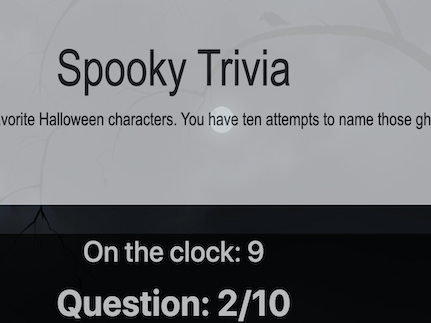 Spooky Trivia
vorite Halloween characters. You have ten attempts to name those gh
On the clock: 9
Question: 2/10